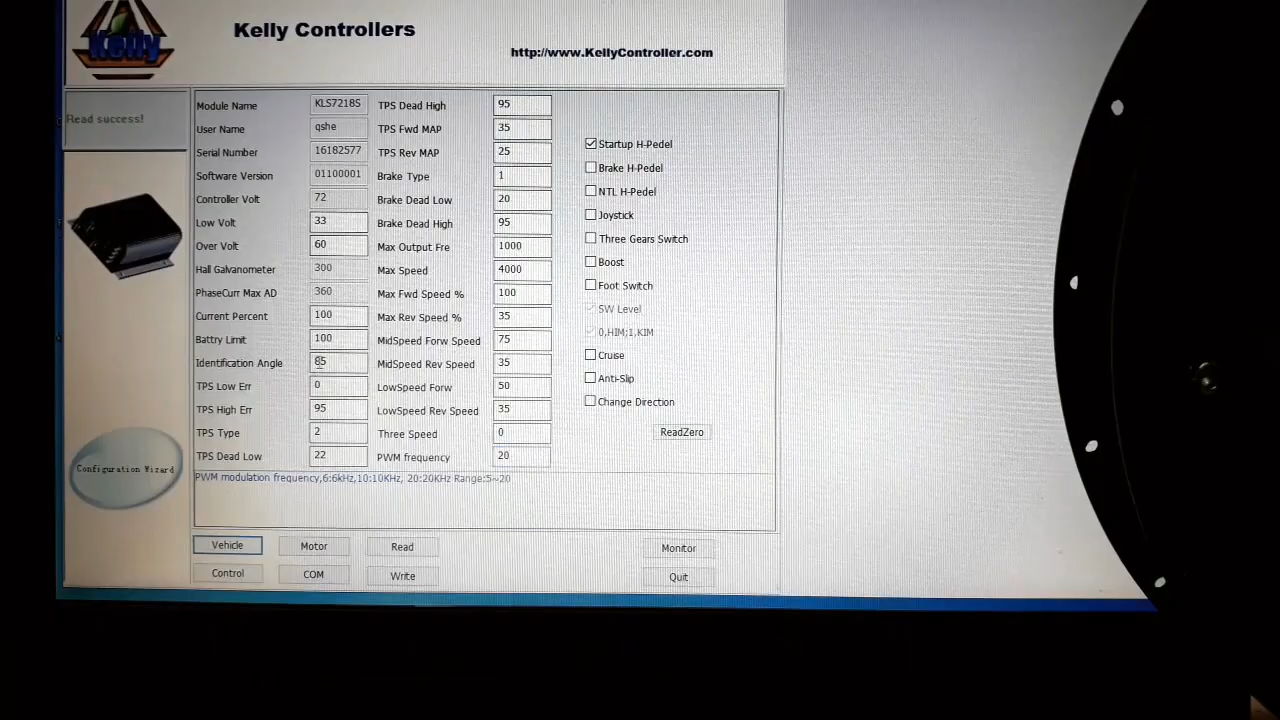 Kelly
Kelly Controllers
http://www.KellyController.com
Read success!
Configuration Wizard
Module Name KLS7218S
User Name qshe
Serial Number 16182577
Software Version 01100001
Controller Volt 72
Low Volt 33
Over Volt 60
Hall Galvanometer 300
PhaseCurr Max AD 360
Current Percent 100
Battry Limit 100
Identification Angle 85
TPS Low Err 0
TPS High Err 95
TPS Type 2
TPS Dead Low 22
TPS Dead High 95
TPS Fwd MAP 35
TPS Rev MAP 25
Brake Type 1
Brake Dead Low 20
Brake Dead High 95
Max Output Fre 1000
Max Speed 4000
Max Fwd Speed % 100
Max Rev Speed % 35
MidSpeed Forw Speed 75
MidSpeed Rev Speed 35
LowSpeed Forw 50
LowSpeed Rev Speed 35
Three Speed 0
PWM frequency 20
Startup H-Pedel
Brake H-Pedel
NTL H-Pedel
Joystick
Three Gears Switch
Boost
Foot Switch
SW Level
0,HIM;1,KIM
Cruise
Anti-Slip
Change Direction
ReadZero
PWM modulation frequency,6:6kHz,10:10KHz, 20:20KHz Range:5~20
Vehicle Motor Read Monitor
Control COM Write Quit